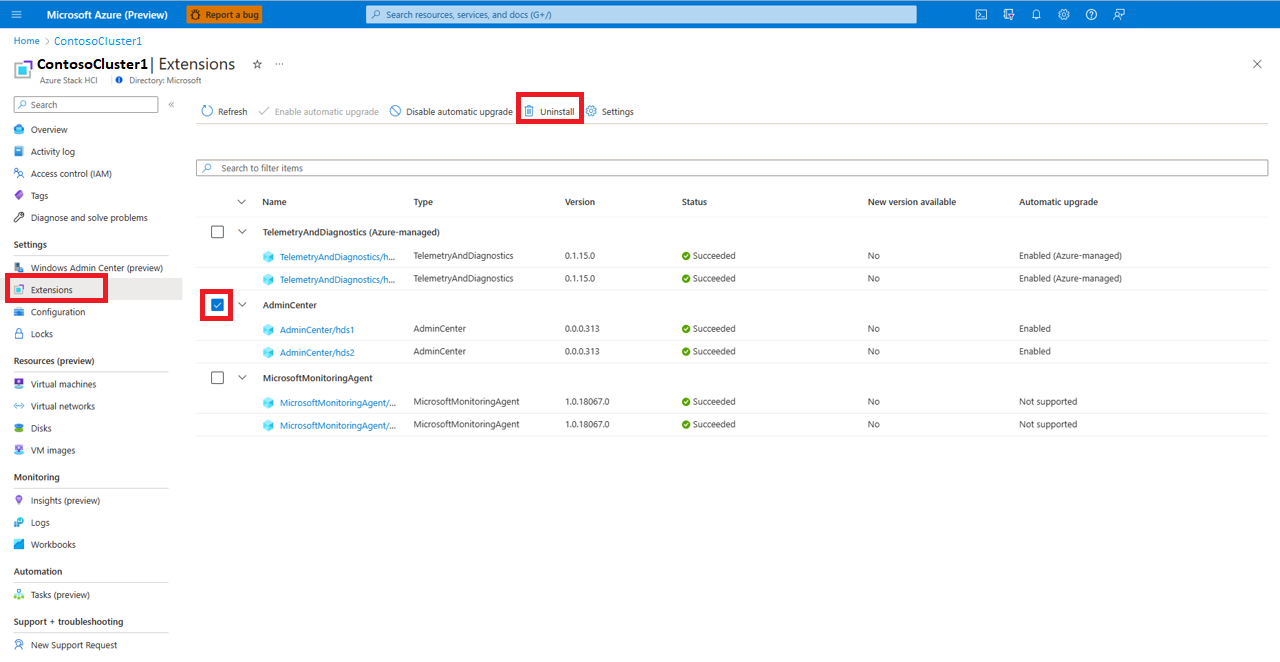 Microsoft Azure (Preview)
Report a bug
Search resources, services, and docs (G+/)
Home > ContosoCluster1
ContosoCluster1 | Extensions
Azure Stack HCI
Directory: Microsoft
Search
Refresh
Enable automatic upgrade
Disable automatic upgrade
Uninstall
Settings
Overview
Activity log
Access control (IAM)
Tags
Diagnose and solve problems
Settings
Windows Admin Center (preview)
Extensions
Configuration
Locks
Resources (preview)
Virtual machines
Virtual networks
Disks
VM images
Monitoring
Insights (preview)
Logs
Workbooks
Automation
Tasks (preview)
Support + troubleshooting
New Support Request
Search to filter items
Name Type Version Status New version available Automatic upgrade
TelemetryAndDiagnostics (Azure-managed)
TelemetryAndDiagnostics/h... TelemetryAndDiagnostics 0.1.15.0 Succeeded No Enabled (Azure-managed)
TelemetryAndDiagnostics/h... TelemetryAndDiagnostics 0.1.15.0 Succeeded No Enabled (Azure-managed)
AdminCenter
AdminCenter/hds1 AdminCenter 0.0.0.313 Succeeded No Enabled
AdminCenter/hds2 AdminCenter 0.0.0.313 Succeeded No Enabled
MicrosoftMonitoringAgent
MicrosoftMonitoringAgent/... MicrosoftMonitoringAgent 1.0.18067.0 Succeeded No Not supported
MicrosoftMonitoringAgent/... MicrosoftMonitoringAgent 1.0.18067.0 Succeeded No Not supported